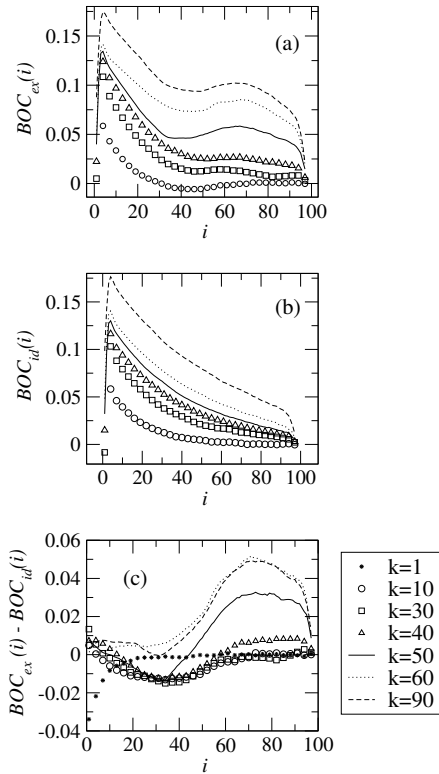 (a)
BOC_ex(i)
0.15
0.1
0.05
0
0 20 40 60 80 100
i
(b)
BOC_id(i)
0.15
0.1
0.05
0
0 20 40 60 80 100
i
(c)
BOC_ex(i) - BOC_id(i)
0.06
0.04
0.02
0
-0.02
-0.04
0 20 40 60 80 100
i
k=1
k=10
k=30
k=40
k=50
k=60
k=90